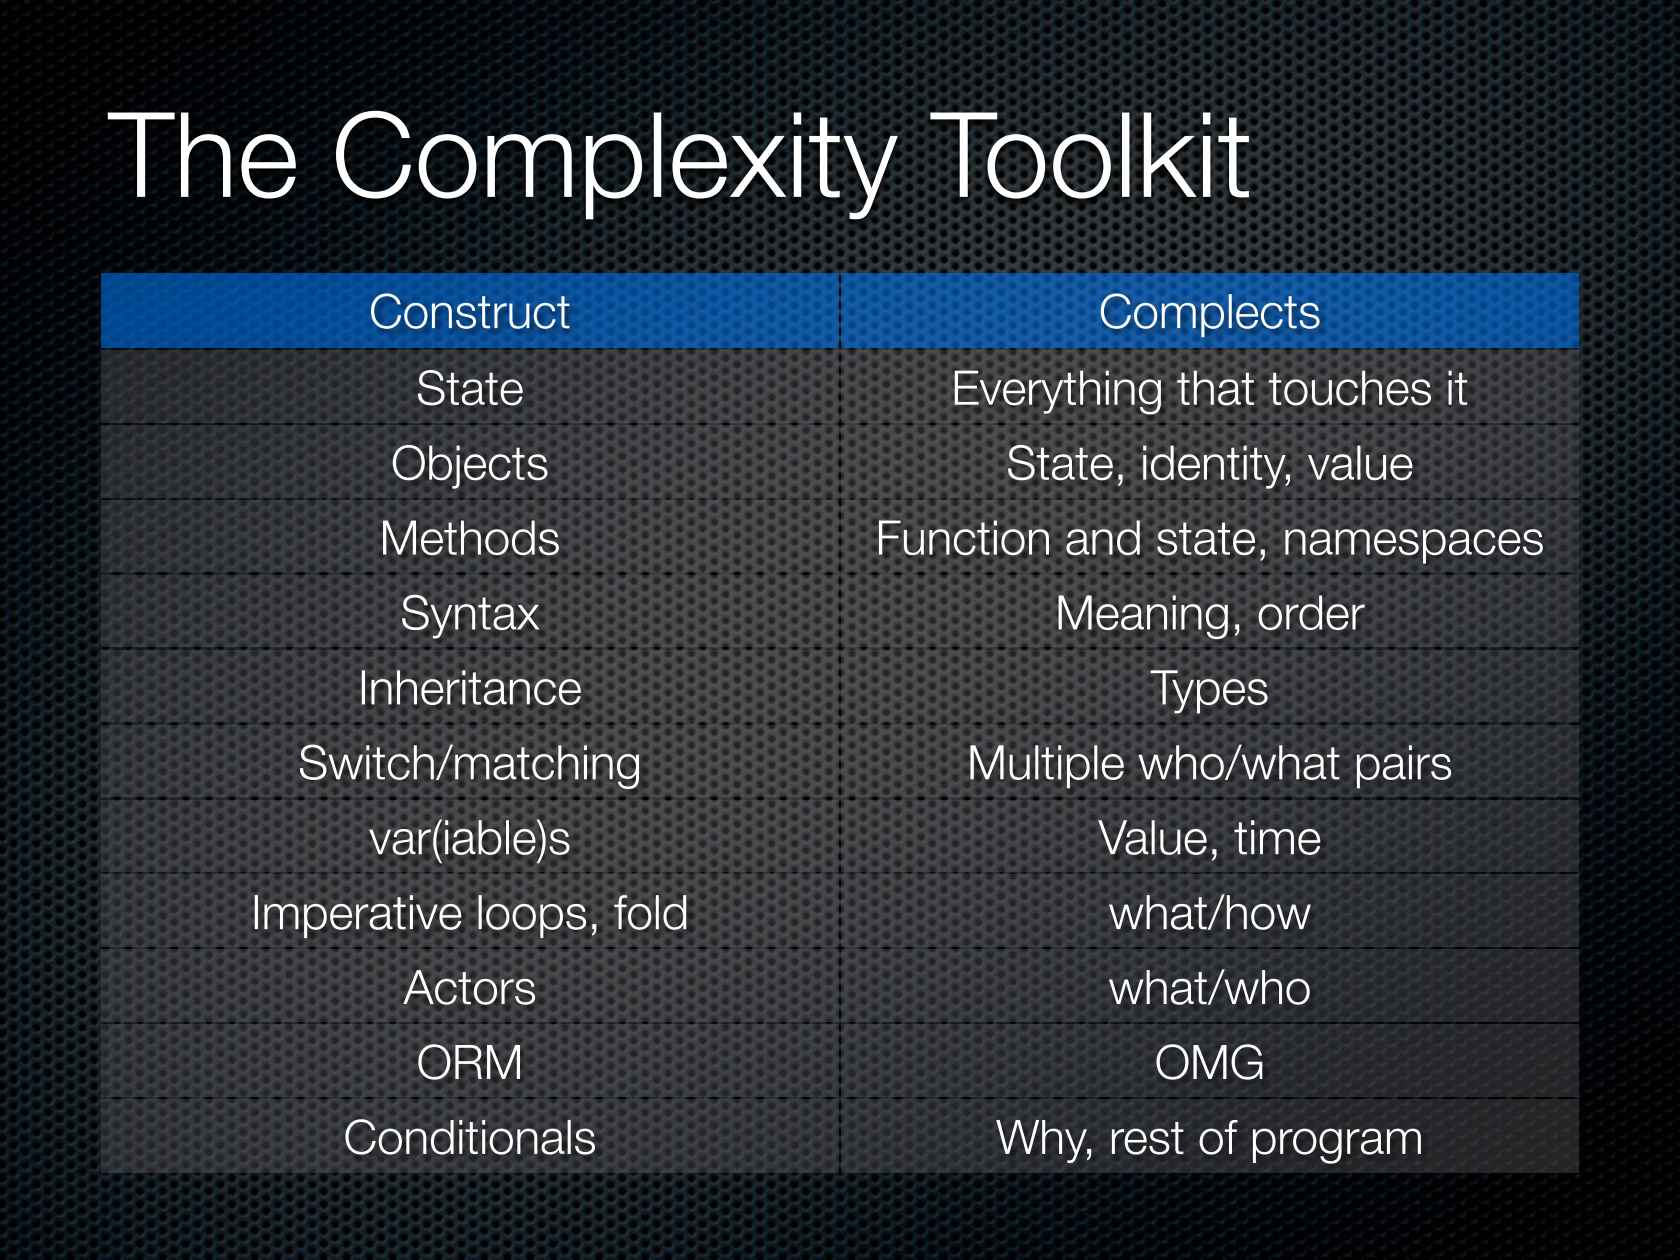 The Complexity Toolkit
Construct Complects
State Everything that touches it
Objects State, identity, value
Methods Function and state, namespaces
Syntax Meaning, order
Inheritance Types
Switch/matching Multiple who/what pairs
var(iable)s Value, time
Imperative loops, fold what/how
Actors what/who
ORM OMG
Conditionals Why, rest of program